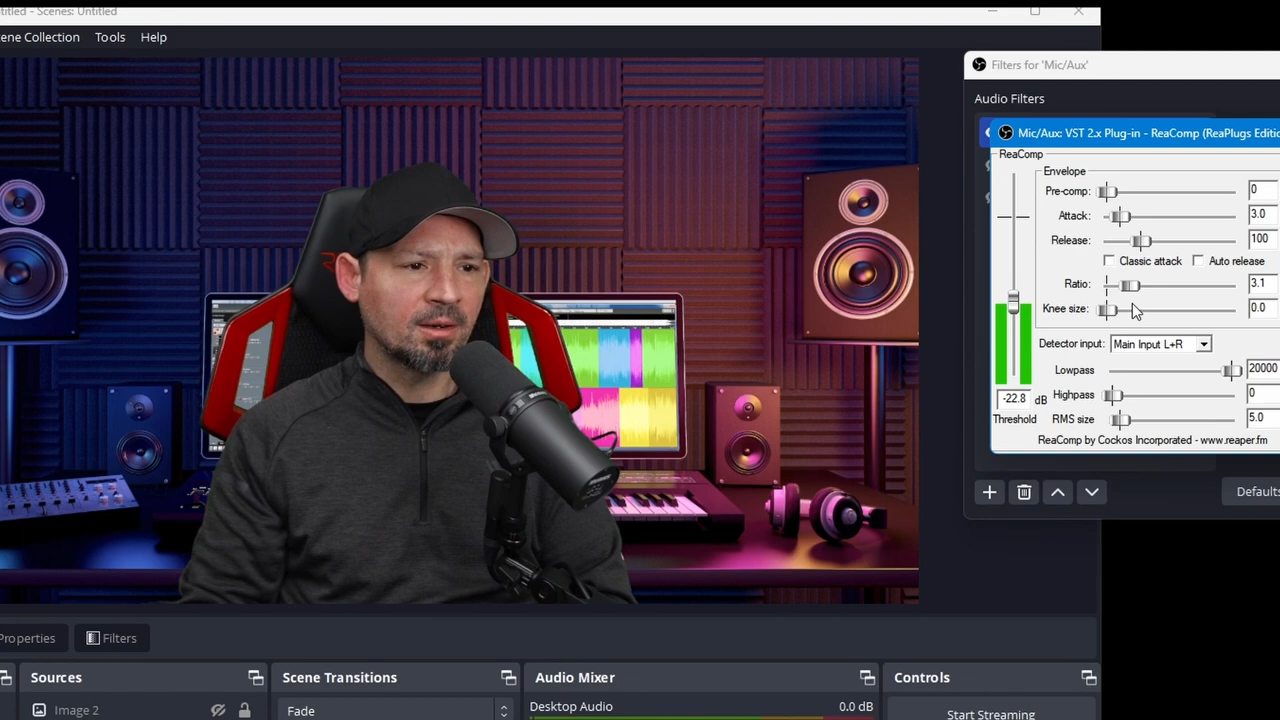 titled - Scenes: Untitled
ene Collection Tools Help
Filters for 'Mic/Aux'
Audio Filters
Mic/Aux: VST 2.x Plug-in - ReaComp (ReaPlugs Editio
ReaComp
Envelope
Pre-comp: 0
Attack: 3.0
Release: 100
Classic attack Auto release
Ratio: 3.1
Knee size: 0.0
Detector input: Main Input L+R
Lowpass 20000
Highpass 0
-22.8 dB
Threshold RMS size 5.0
ReaComp by Cockos Incorporated - www.reaper.fm
Defaults
Properties Filters
Sources Scene Transitions Audio Mixer Controls
Image 2 Fade Desktop Audio 0.0 dB Start Streaming